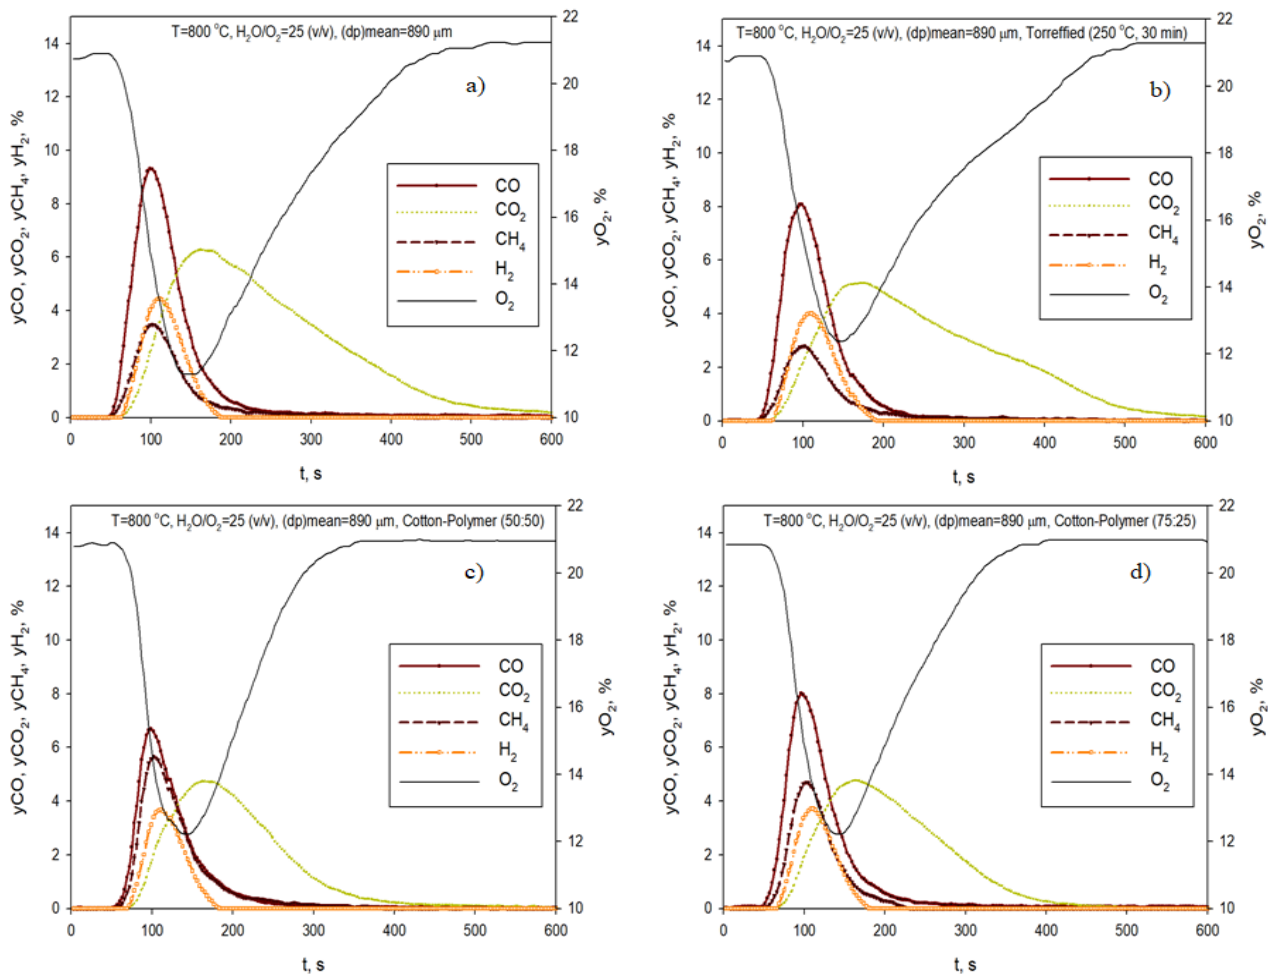 T=800 °C, H₂O/O₂=25 (v/v), (dp)mean=890 μm
a)
yCO, yCO₂, yCH₄, yH₂, %
14
12
10
8
6
4
2
0
22
20
18
16
14
12
10
yO₂, %
CO
CO₂
CH₄
H₂
O₂
0 100 200 300 400 500 600
t, s
T=800 °C, H₂O/O₂=25 (v/v), (dp)mean=890 μm, Torreffied (250 °C, 30 min)
b)
yCO, yCO₂, yCH₄, yH₂, %
14
12
10
8
6
4
2
0
22
20
18
16
14
12
10
yO₂, %
CO
CO₂
CH₄
H₂
O₂
0 100 200 300 400 500 600
t, s
T=800 °C, H₂O/O₂=25 (v/v), (dp)mean=890 μm, Cotton-Polymer (50:50)
c)
yCO, yCO₂, yCH₄, yH₂, %
14
12
10
8
6
4
2
0
22
20
18
16
14
12
10
yO₂, %
CO
CO₂
CH₄
H₂
O₂
0 100 200 300 400 500 600
t, s
T=800 °C, H₂O/O₂=25 (v/v), (dp)mean=890 μm, Cotton-Polymer (75:25)
d)
yCO, yCO₂, yCH₄, yH₂, %
14
12
10
8
6
4
2
0
22
20
18
16
14
12
10
yO₂, %
CO
CO₂
CH₄
H₂
O₂
0 100 200 300 400 500 600
t, s